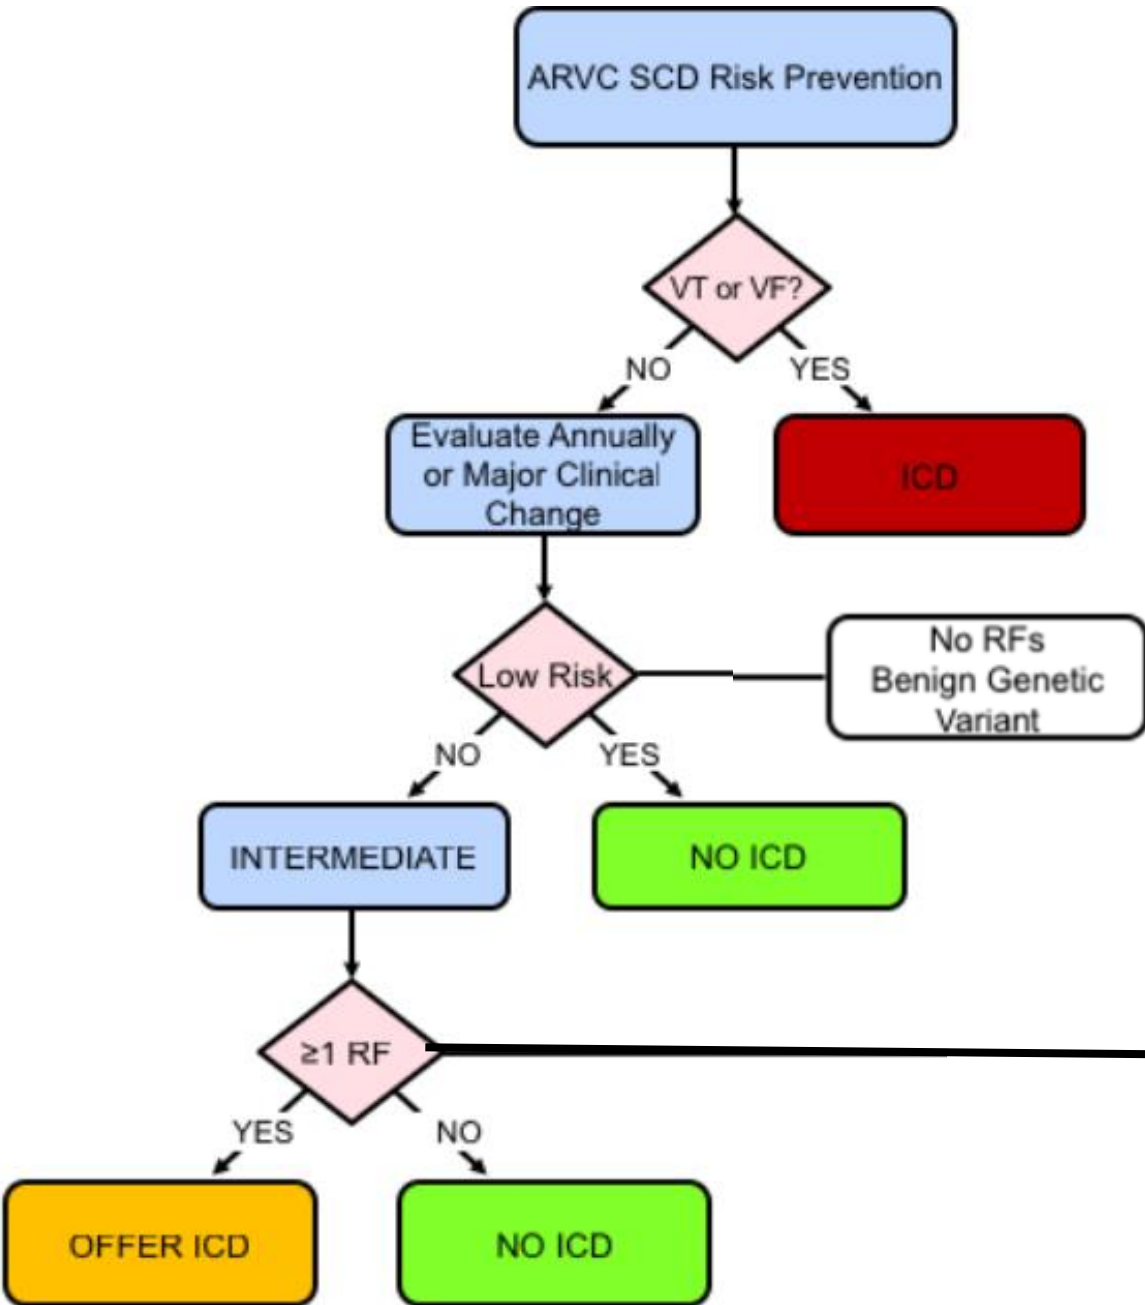 ARVC SCD Risk Prevention
VT or VF?
NO
YES
Evaluate Annually
or Major Clinical
Change
ICD
Low Risk
No RFs
Benign Genetic
Variant
NO
YES
INTERMEDIATE
NO ICD
≥1 RF
YES
NO
OFFER ICD
NO ICD